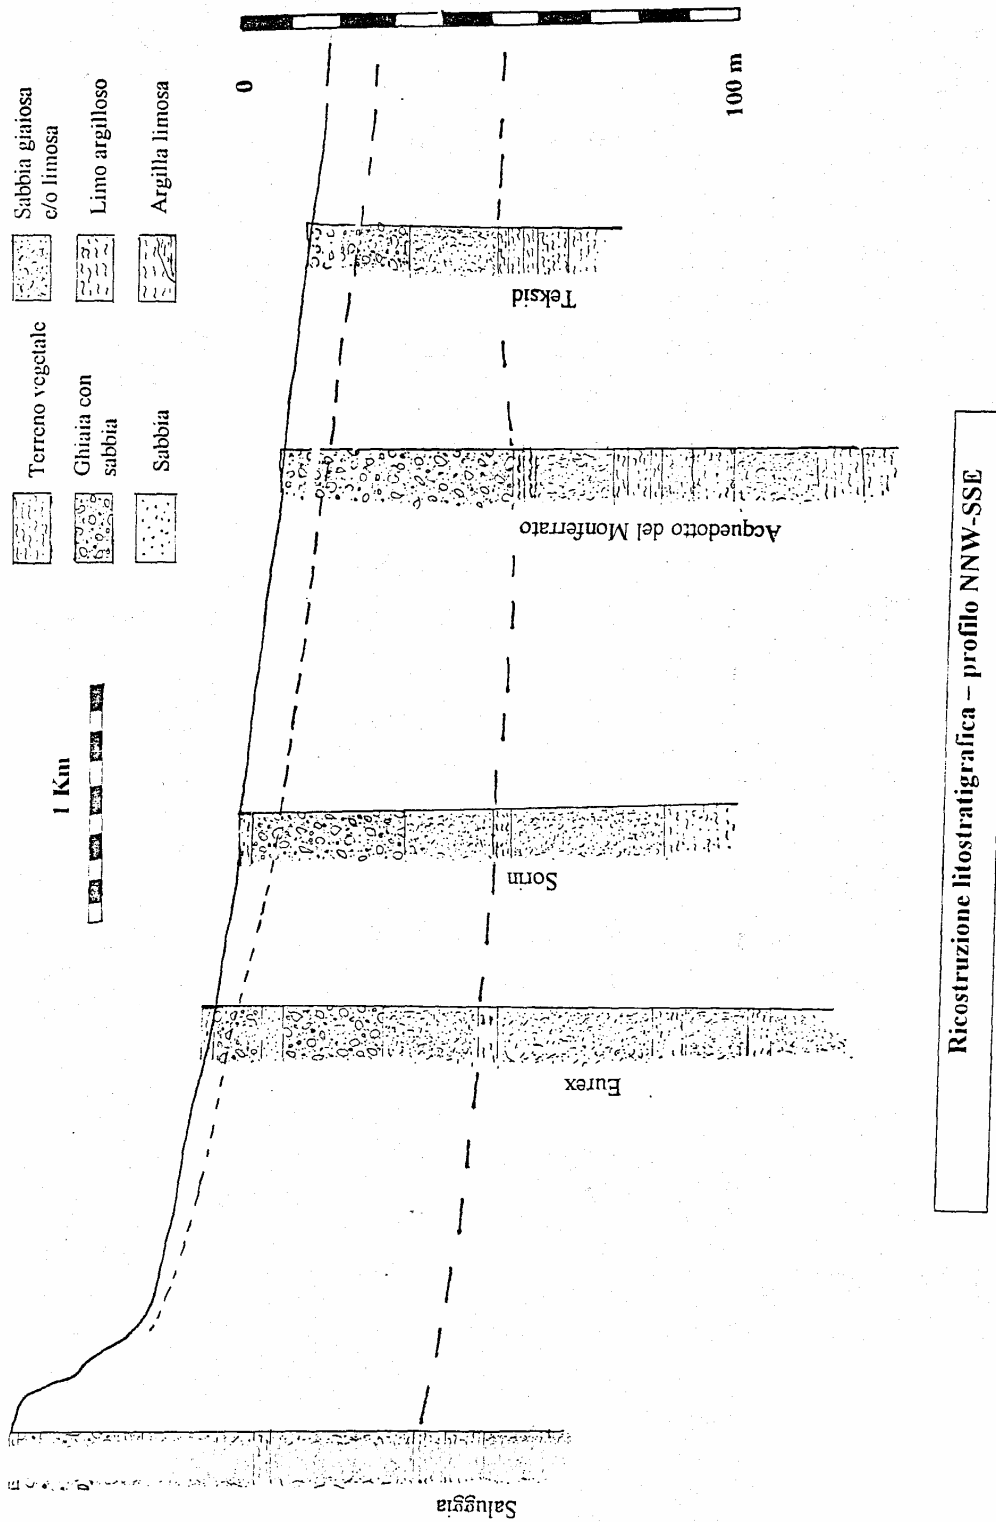 1 Km
Terreno vegetale
Ghiaia con
sabbia
Sabbia
Sabbia giaiosa
c/o limosa
Limo argilloso
Argilla limosa
0
100 m
Saluggia
Eurex
Sorin
Acquedotto del Monferrato
Teksid
Ricostruzione litostratigrafica – profilo NNW-SSE